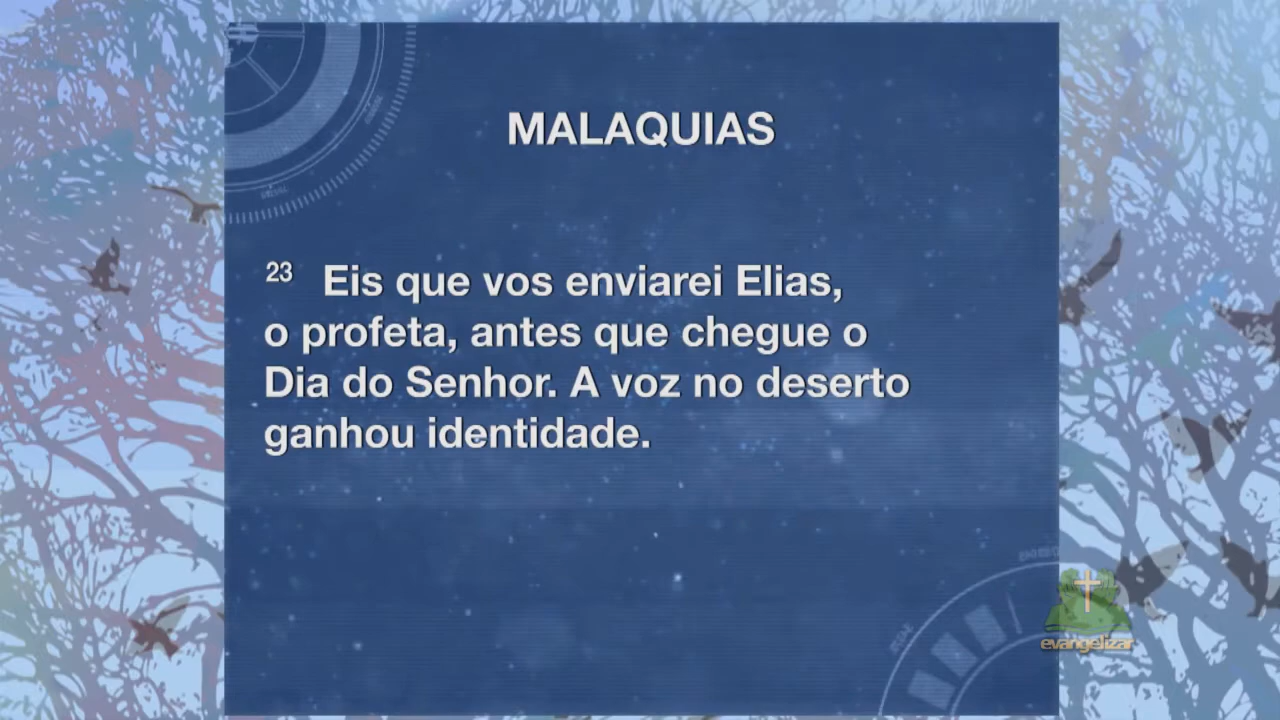 MALAQUIAS
23 Eis que vos enviarei Elias,
o profeta, antes que chegue o
Dia do Senhor. A voz no deserto
ganhou identidade.
evangelizar